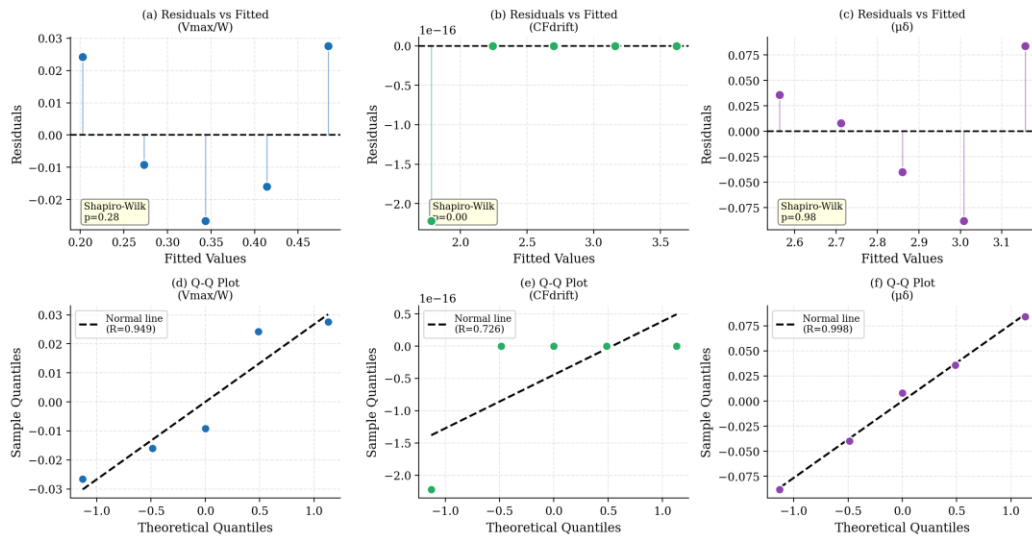 (a) Residuals vs Fitted
(Vmax/W)
0.03
0.02
0.01
0.00
−0.01
−0.02
Residuals
Shapiro-Wilk
p=0.28
0.20 0.25 0.30 0.35 0.40 0.45
Fitted Values
(b) Residuals vs Fitted
(CFdrift)
1e−16
0.0
−0.5
−1.0
−1.5
−2.0
Residuals
Shapiro-Wilk
p=0.00
2.0 2.5 3.0 3.5
Fitted Values
(c) Residuals vs Fitted
(μδ)
0.075
0.050
0.025
0.000
−0.025
−0.050
−0.075
Residuals
Shapiro-Wilk
p=0.98
2.6 2.7 2.8 2.9 3.0 3.1
Fitted Values
(d) Q-Q Plot
(Vmax/W)
0.03
0.02
0.01
0.00
−0.01
−0.02
−0.03
Sample Quantiles
Normal line
(R=0.949)
−1.0 −0.5 0.0 0.5 1.0
Theoretical Quantiles
(e) Q-Q Plot
(CFdrift)
1e−16
0.5
0.0
−0.5
−1.0
−1.5
−2.0
Sample Quantiles
Normal line
(R=0.726)
−1.0 −0.5 0.0 0.5 1.0
Theoretical Quantiles
(f) Q-Q Plot
(μδ)
0.075
0.050
0.025
0.000
−0.025
−0.050
−0.075
Sample Quantiles
Normal line
(R=0.998)
−1.0 −0.5 0.0 0.5 1.0
Theoretical Quantiles